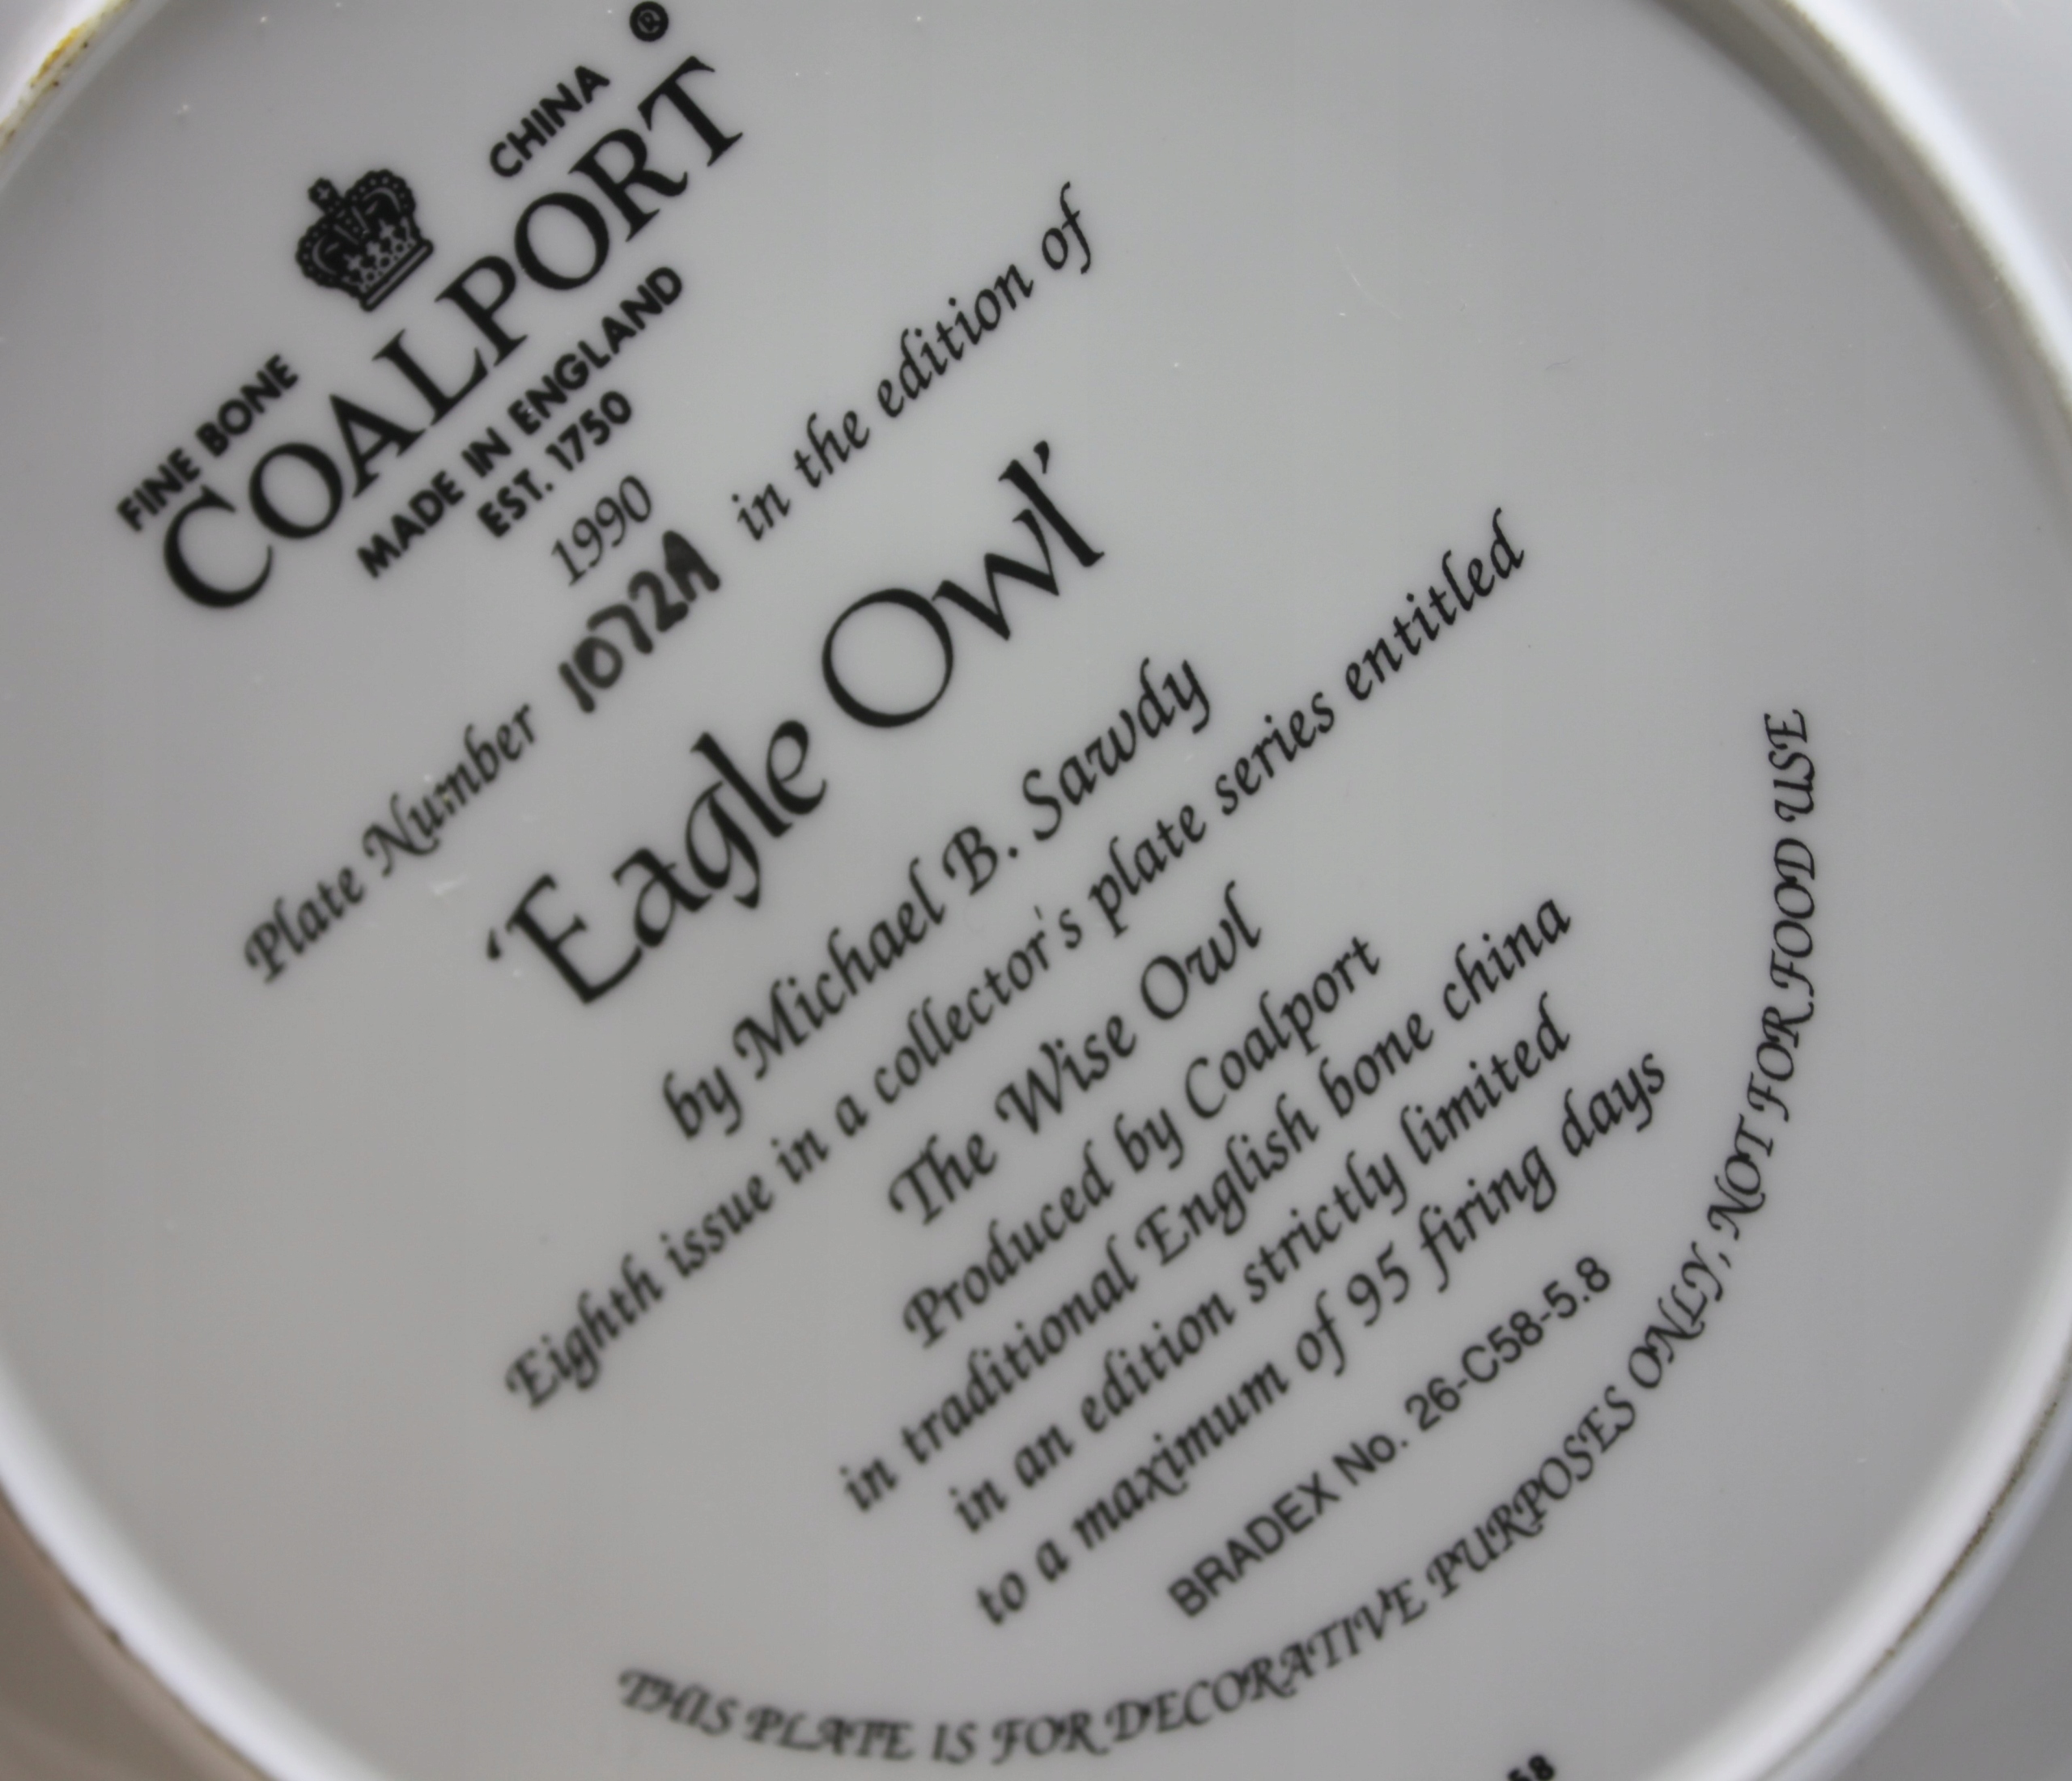 ®
FINE BONE CHINA
COALPORT
MADE IN ENGLAND
EST. 1750
1990
Plate Number 1072A in the edition of
'Eagle Owl'
by Michael B. Sawdy
Eighth issue in a collector's plate series entitled
The Wise Owl
Produced by Coalport
in traditional English bone china
in an edition strictly limited
to a maximum of 95 firing days
BRADEX No. 26-C58-5.8
THIS PLATE IS FOR DECORATIVE PURPOSES ONLY, NOT FOR FOOD USE
58